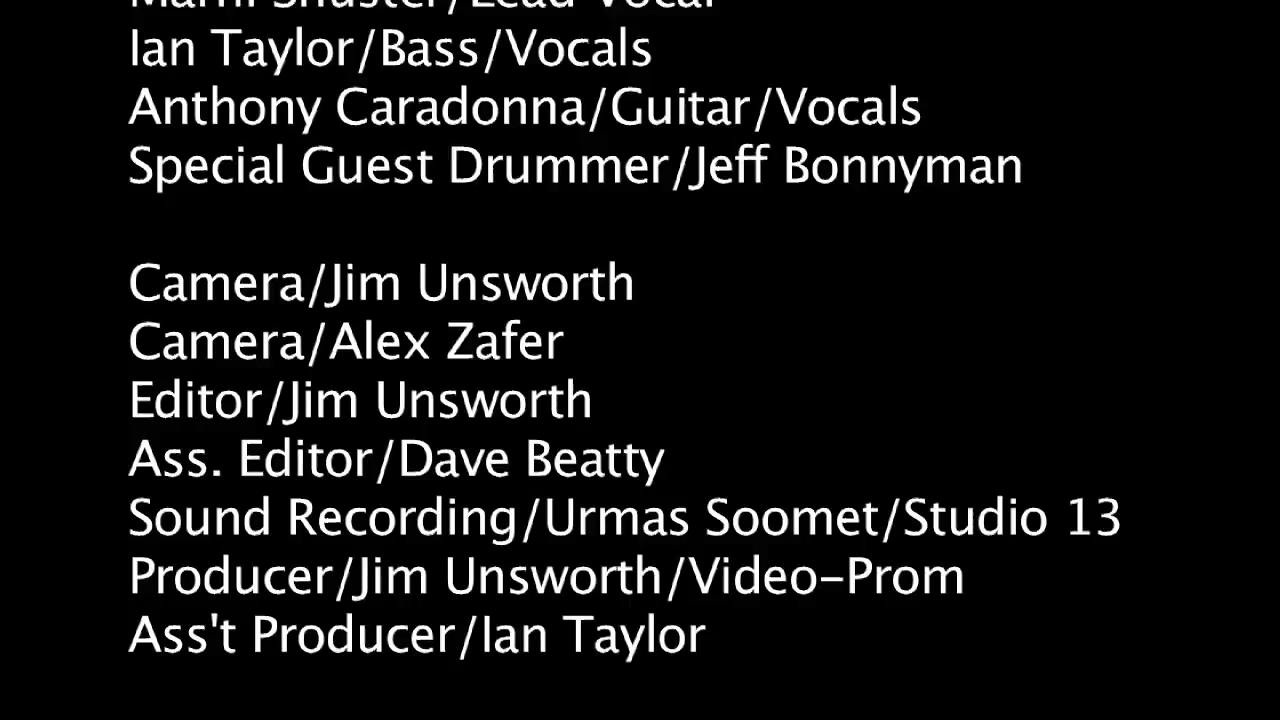 Marni Shuster/Lead Vocal
Ian Taylor/Bass/Vocals
Anthony Caradonna/Guitar/Vocals
Special Guest Drummer/Jeff Bonnyman
Camera/Jim Unsworth
Camera/Alex Zafer
Editor/Jim Unsworth
Ass. Editor/Dave Beatty
Sound Recording/Urmas Soomet/Studio 13
Producer/Jim Unsworth/Video-Prom
Ass't Producer/Ian Taylor